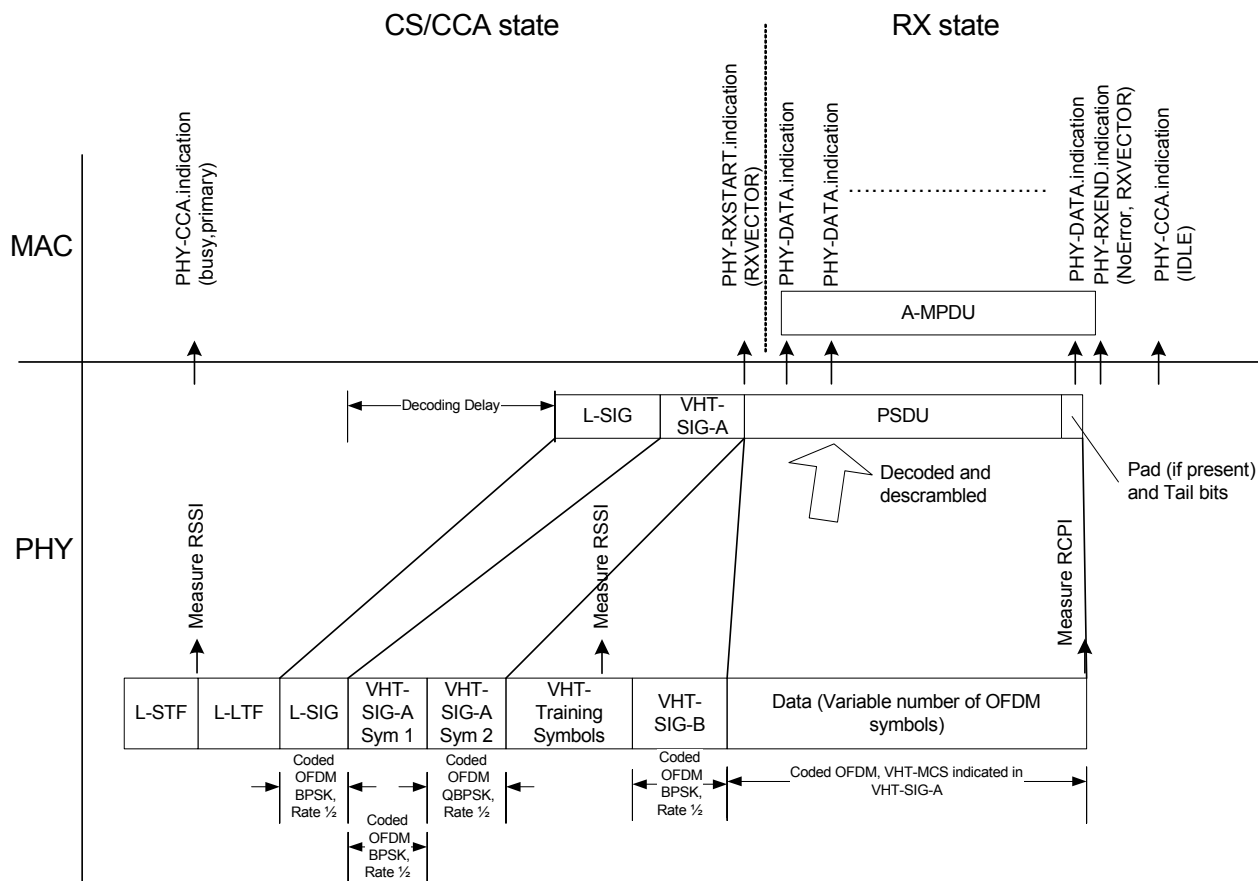 CS/CCA state
RX state
MAC
PHY-CCA.indication
(busy,primary)
PHY-RXSTART.indication
(RXVECTOR)
PHY-DATA.indication
PHY-DATA.indication
PHY-DATA.indication
PHY-RXEND.indication
(NoError, RXVECTOR)
PHY-CCA.indication
(IDLE)
A-MPDU
Decoding Delay
L-SIG
VHT-
SIG-A
PSDU
Decoded and
descrambled
Pad (if present)
and Tail bits
PHY
Measure RSSI
Measure RSSI
Measure RCPI
L-STF
L-LTF
L-SIG
VHT-
SIG-A
Sym 1
VHT-
SIG-A
Sym 2
VHT-
Training
Symbols
VHT-
SIG-B
Data (Variable number of OFDM
symbols)
Coded
OFDM
BPSK,
Rate ½
Coded
OFDM
BPSK,
Rate ½
Coded
OFDM
QBPSK,
Rate ½
Coded
OFDM
BPSK,
Rate ½
Coded OFDM, VHT-MCS indicated in
VHT-SIG-A